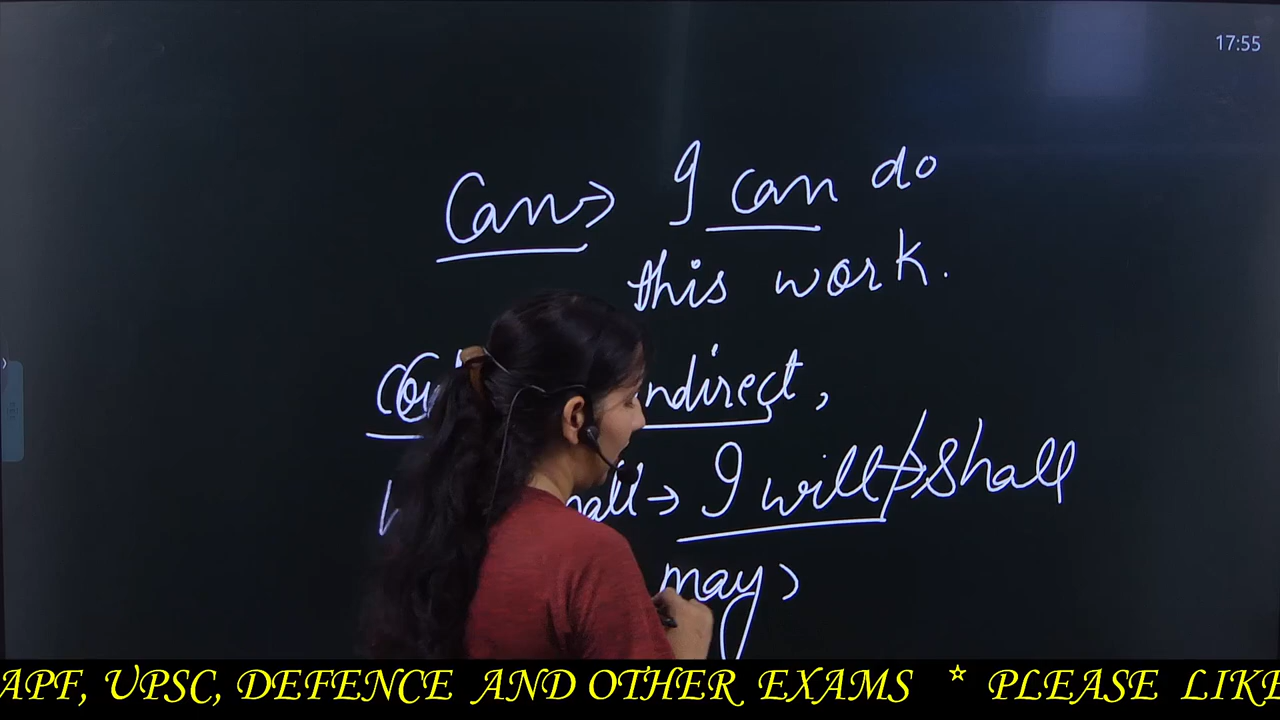 17:55
Can → I can do
this work.
indirect,
→ I will / Shall
may >
APF, UPSC, DEFENCE AND OTHER EXAMS * PLEASE LIKE